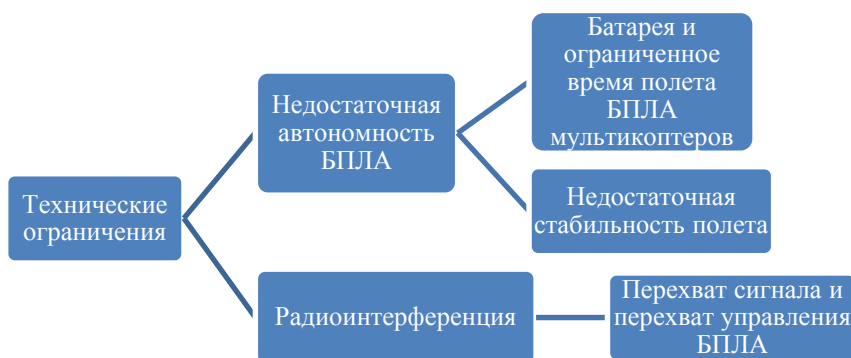 Технические
ограничения
Недостаточная
автономность
БПЛА
Батарея и
ограниченное
время полета
БПЛА
мультикоптеров
Недостаточная
стабильность полета
Радиоинтерференция
Перехват сигнала и
перехват управления
БПЛА